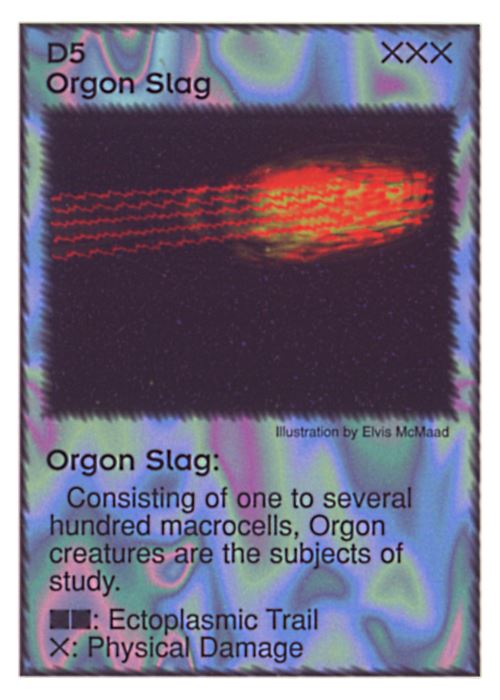 D5
XXX
Orgon Slag
Illustration by Elvis McMaad
Orgon Slag:
Consisting of one to several
hundred macrocells, Orgon
creatures are the subjects of
study.
■■: Ectoplasmic Trail
X: Physical Damage